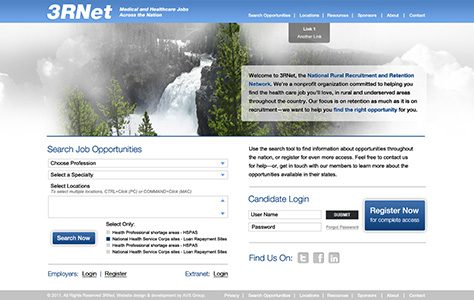 3RNet
Medical and Healthcare Jobs
Across the Nation
Search Opportunities | Locations | Resources | Sponsors | About | Contact
Link 1
Another Link
Welcome to 3RNet, the National Rural Recruitment and Retention
Network. We're a nonprofit organization committed to helping you
find the health care job you'll love, in rural and underserved areas
throughout the country. Our focus is on retention as much as it is on
recruitment—we want to help you find the right opportunity for you.
Search Job Opportunities
Choose Profession
Select a Specialty
Select Locations
To select multiple locations, CTRL+Click (PC) or COMMAND+Click (MAC)
Search Now
Select Only:
Health Professional shortage areas - HSPAS
National Health Service Corps sites - Loan Repayment Sites
Health Professional shortage areas - HSPAS
National Health Service Corps sites - Loan Repayment Sites
Employers: Login | Register
Extranet: Login
Use the search tool to find information about opportunities throughout
the nation, or register for even more access. Feel free to contact us
for help—or, get in touch with our members to learn more about the
opportunities available in their states.
Candidate Login
User Name
SUBMIT
Password
Forgot Password
Register Now
for complete access
Find Us On:
© 2011. All Rights Reserved 3RNet. Website design & development by
Privacy | Search Opportunities | Locations | Resources | Sponsors | About | Contact